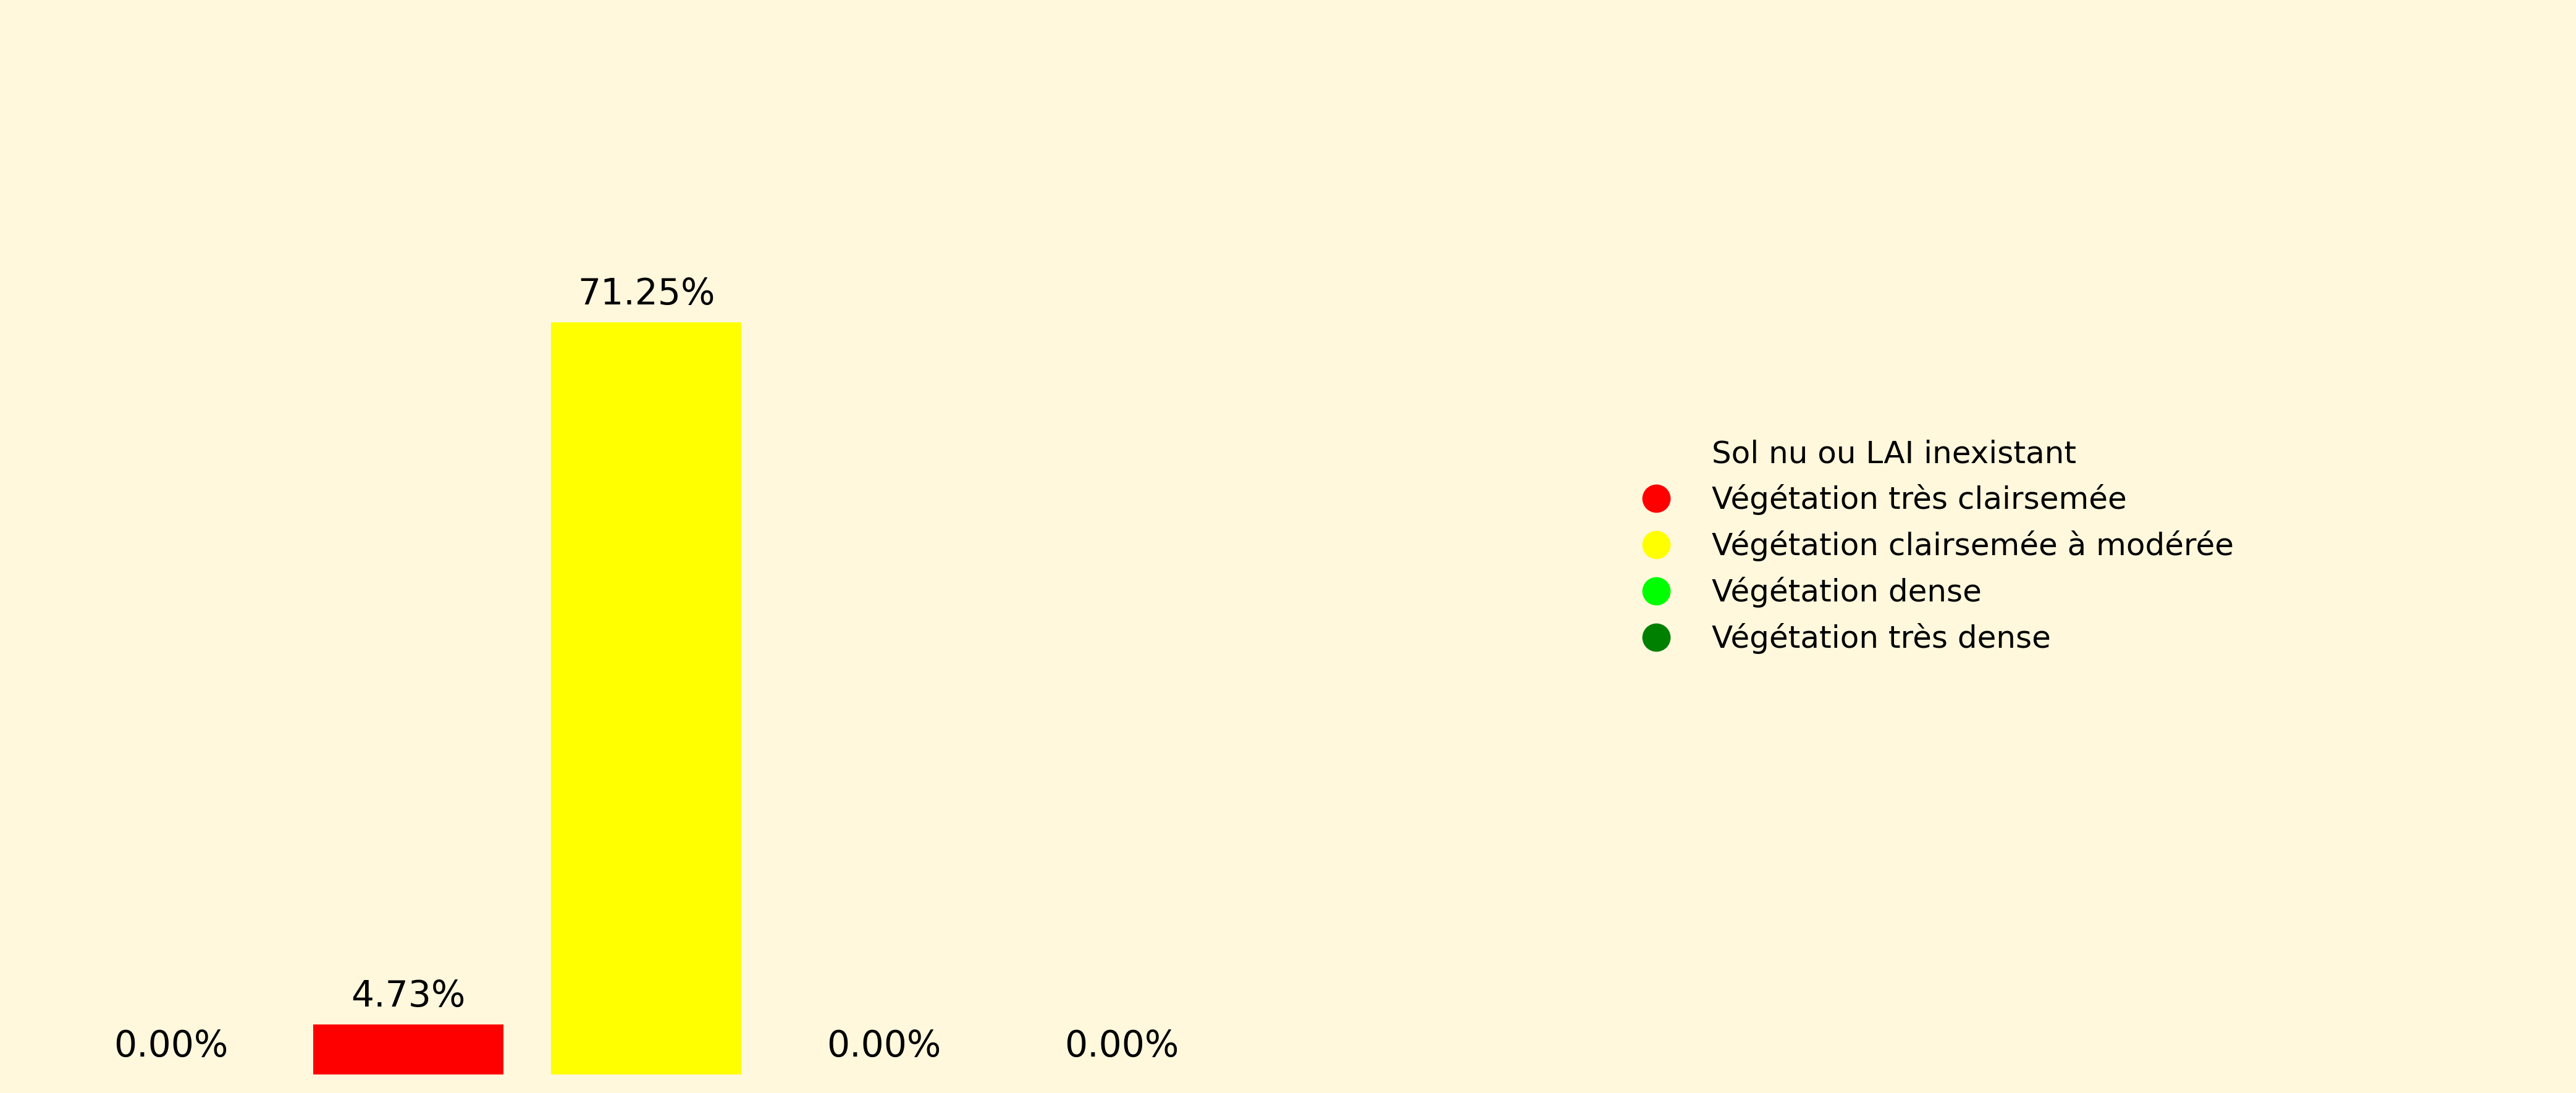 71.25%
4.73%
0.00%
0.00%
0.00%
Sol nu ou LAI inexistant
Végétation très clairsemée
Végétation clairsemée à modérée
Végétation dense
Végétation très dense